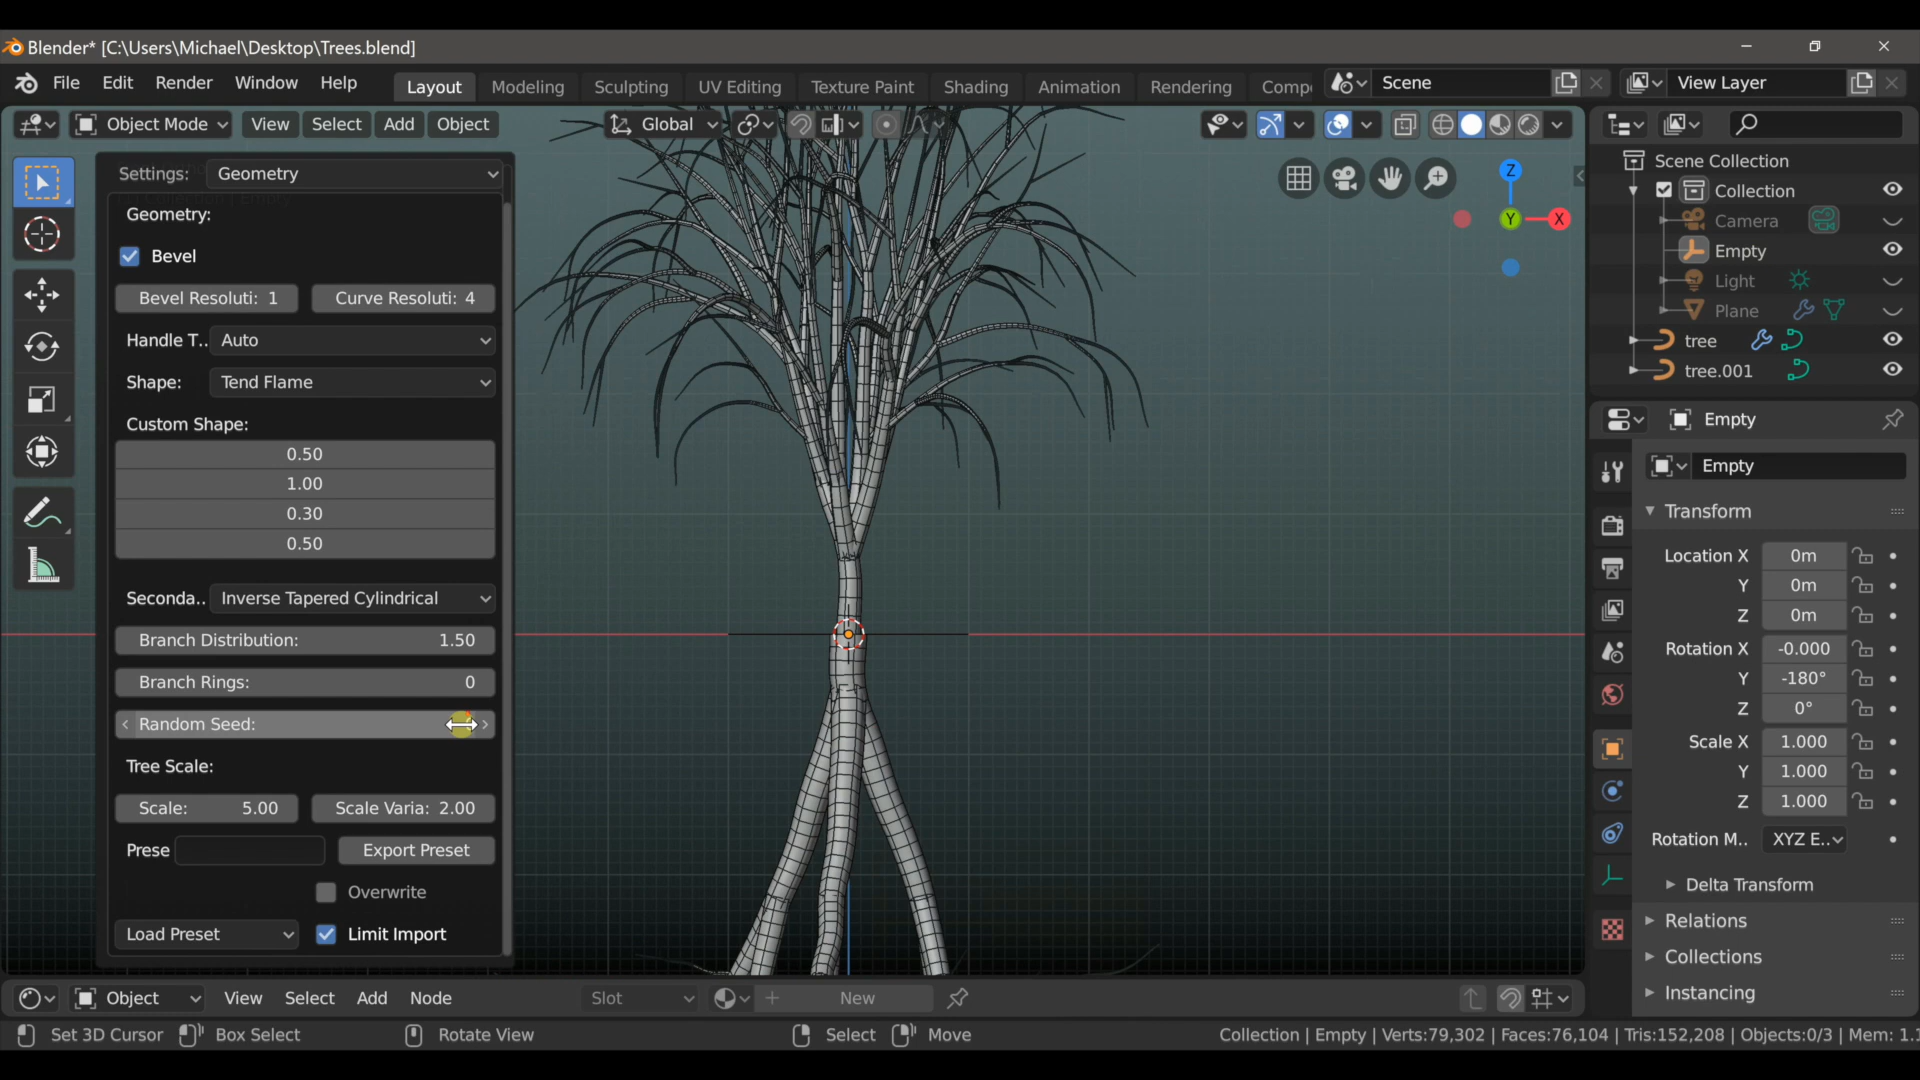 Blender* [C:\Users\Michael\Desktop\Trees.blend]
File Edit Render Window Help Layout Modeling Sculpting UV Editing Texture Paint Shading Animation Rendering Comp Scene View Layer
Object Mode View Select Add Object Global
Settings: Geometry
Geometry:
Bevel
Bevel Resoluti: 1 Curve Resoluti: 4
Handle T.. Auto
Shape: Tend Flame
Custom Shape:
0.50
1.00
0.30
0.50
Seconda.. Inverse Tapered Cylindrical
Branch Distribution: 1.50
Branch Rings: 0
Random Seed:
Tree Scale:
Scale: 5.00 Scale Varia: 2.00
Prese Export Preset
Overwrite
Load Preset Limit Import
Z
Y X
Scene Collection
Collection
Camera
Empty
Light
Plane
tree
tree.001
Empty
Empty
Transform
Location X 0m
Y 0m
Z 0m
Rotation X -0.000
Y -180°
Z 0°
Scale X 1.000
Y 1.000
Z 1.000
Rotation M.. XYZ E..
Delta Transform
Relations
Collections
Instancing
Object View Select Add Node Slot New
Set 3D Cursor Box Select Rotate View Select Move Collection | Empty | Verts:79,302 | Faces:76,104 | Tris:152,208 | Objects:0/3 | Mem: 1.